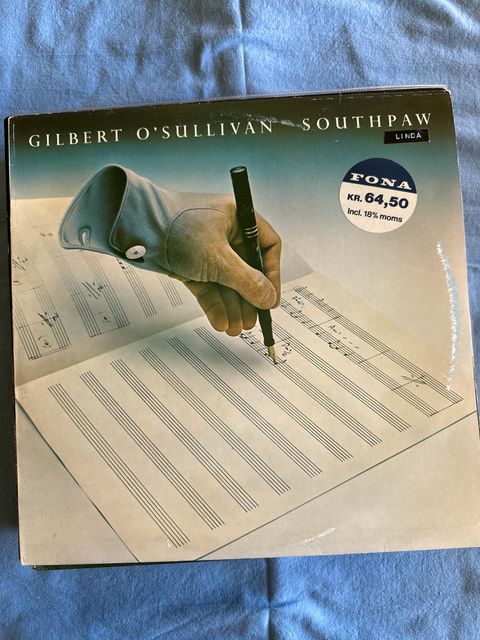 GILBERT O'SULLIVAN SOUTHPAW
LINDA
FONA
KR. 64,50
Incl. 18% moms